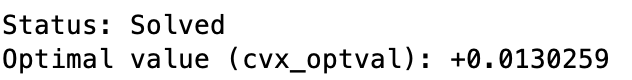 Status: Solved
Optimal value (cvx_optval): +0.0130259